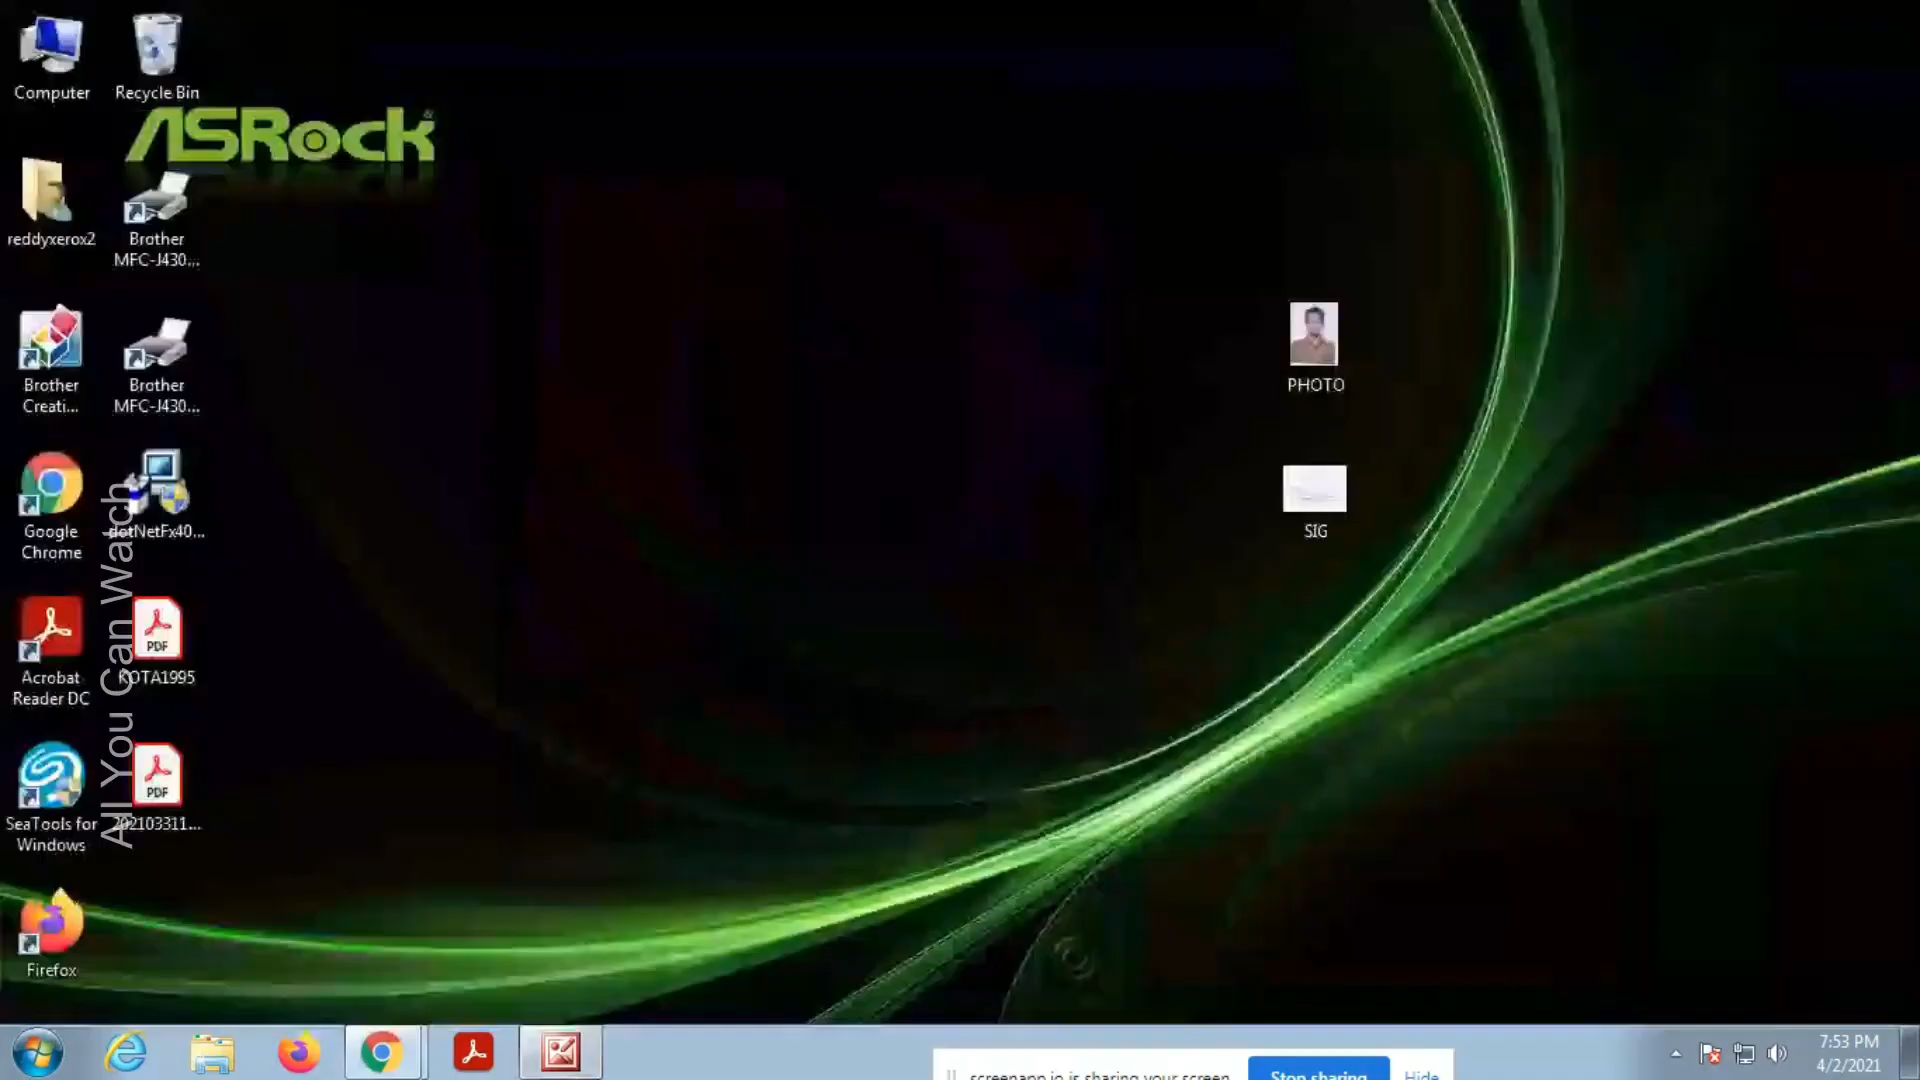 Computer
Recycle Bin
ASRock
reddyxerox2
Brother
MFC-J430...
Brother
Creati...
Brother
MFC-J430...
Google
Chrome
dotNetFx40...
All You Can Watch
Acrobat
Reader DC
PDF
KOTA1995
SeaTools for
Windows
PDF
202103311...
Firefox
PHOTO
SIG
screenapp.io is sharing your screen
Stop sharing
Hide
7:53 PM
4/2/2021